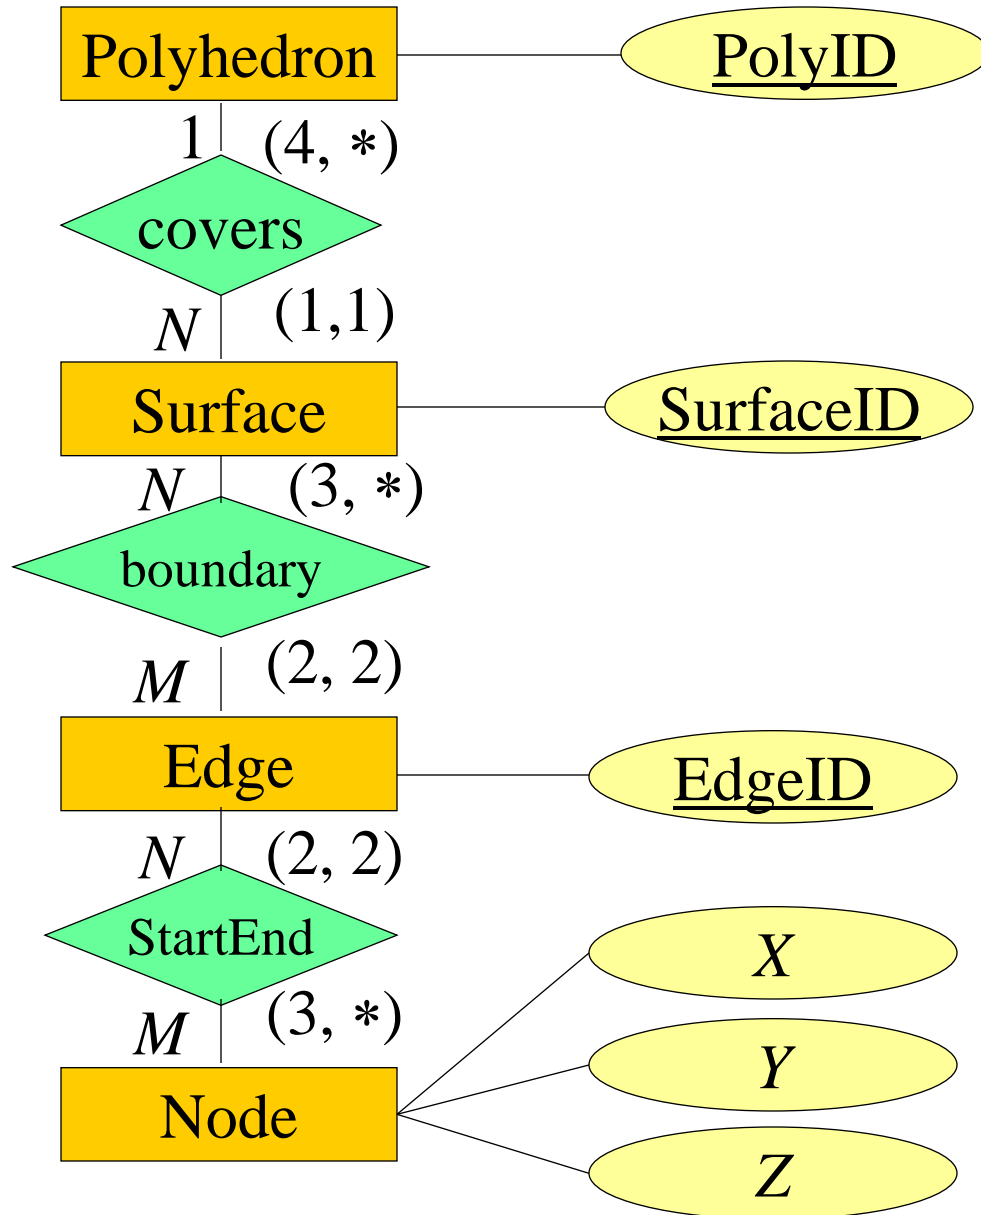 Polyhedron PolyID
1 (4, *)
covers
N (1,1)
Surface SurfaceID
N (3, *)
boundary
M (2, 2)
Edge EdgeID
N (2, 2)
StartEnd X
M (3, *)
Y
Node
Z